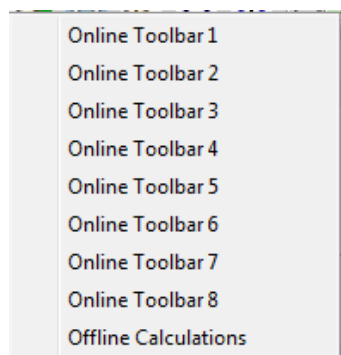 Online Toolbar 1
Online Toolbar 2
Online Toolbar 3
Online Toolbar 4
Online Toolbar 5
Online Toolbar 6
Online Toolbar 7
Online Toolbar 8
Offline Calculations